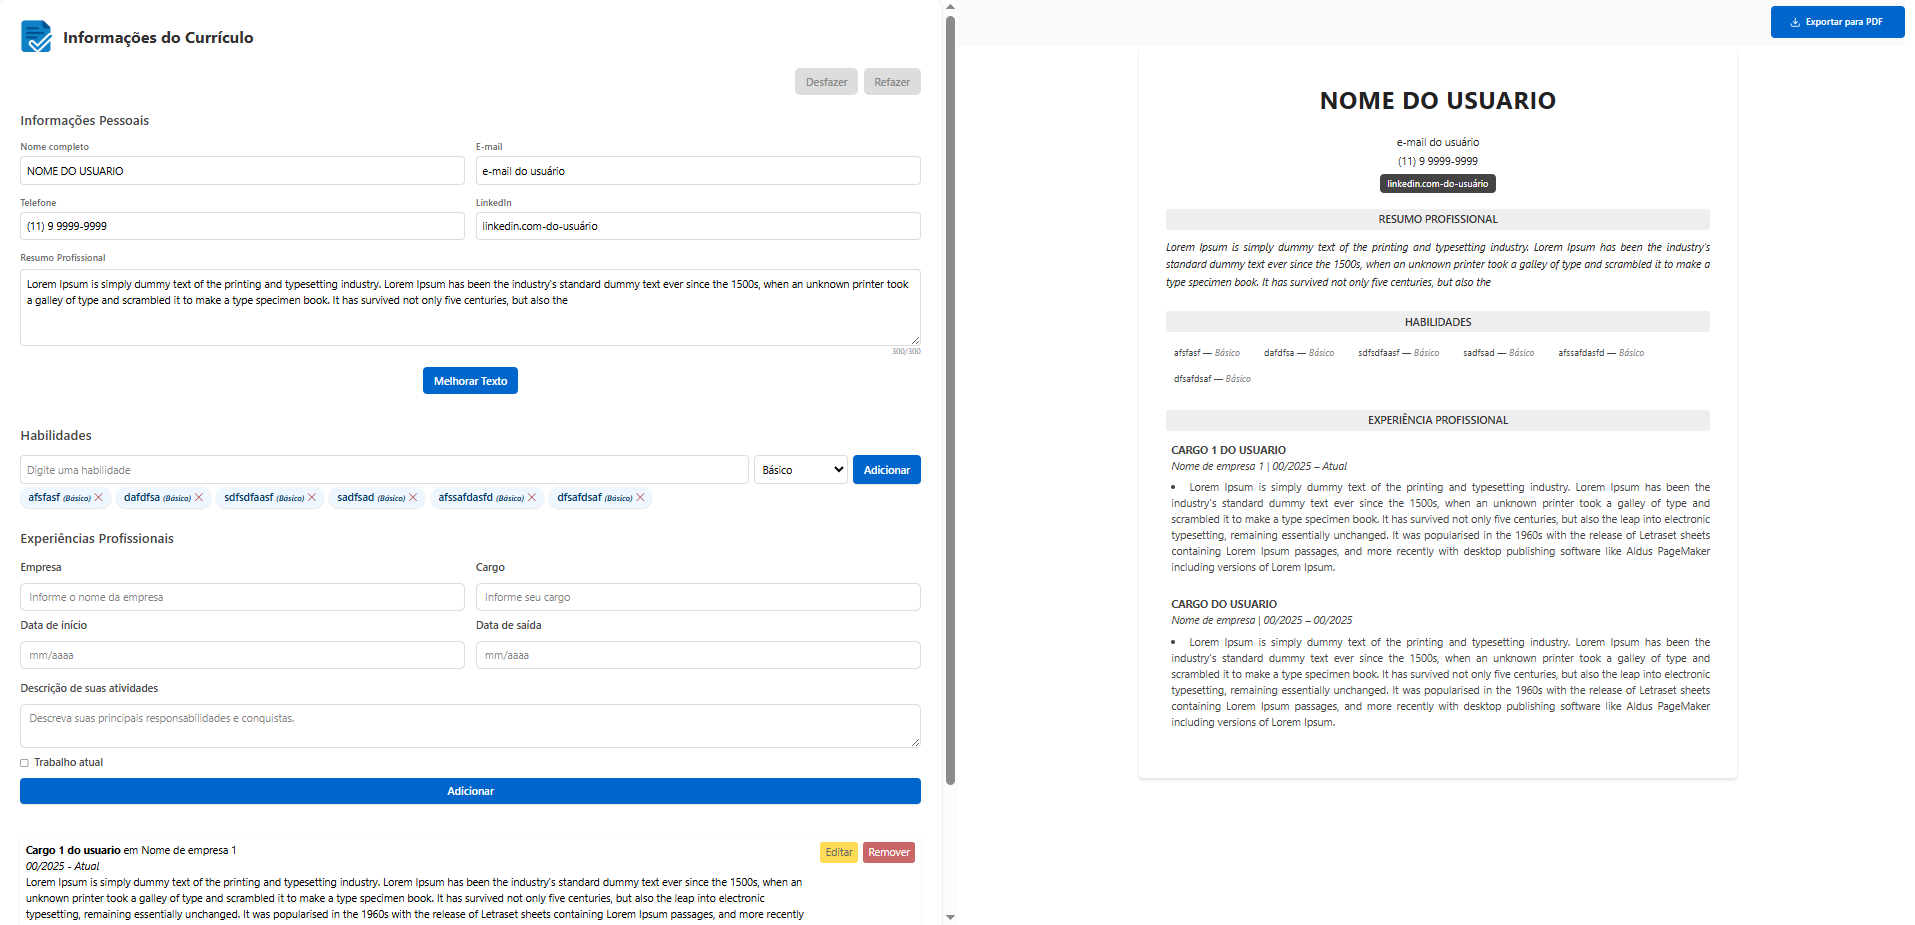 Informações do Currículo
Desfazer Refazer
Informações Pessoais
Nome completo E-mail
NOME DO USUARIO e-mail do usuário
Telefone LinkedIn
(11) 9 9999-9999 linkedin.com-do-usuário
Resumo Profissional
Lorem Ipsum is simply dummy text of the printing and typesetting industry. Lorem Ipsum has been the industry's standard dummy text ever since the 1500s, when an unknown printer took
a galley of type and scrambled it to make a type specimen book. It has survived not only five centuries, but also the
300/300
Melhorar Texto
Habilidades
Digite uma habilidade Básico Adicionar
afsfasf (Básico) dafdfsa (Básico) sdfsdfaasf (Básico) sadfsad (Básico) afssafdasfd (Básico) dfsafdsaf (Básico)
Experiências Profissionais
Empresa Cargo
Informe o nome da empresa Informe seu cargo
Data de início Data de saída
mm/aaaa mm/aaaa
Descrição de suas atividades
Descreva suas principais responsabilidades e conquistas.
Trabalho atual
Adicionar
Cargo 1 do usuario em Nome de empresa 1 Editar Remover
00/2025 - Atual
Lorem Ipsum is simply dummy text of the printing and typesetting industry. Lorem Ipsum has been the industry's standard dummy text ever since the 1500s, when an
unknown printer took a galley of type and scrambled it to make a type specimen book. It has survived not only five centuries, but also the leap into electronic
typesetting, remaining essentially unchanged. It was popularised in the 1960s with the release of Letraset sheets containing Lorem Ipsum passages, and more recently
Exportar para PDF
NOME DO USUARIO
e-mail do usuário
(11) 9 9999-9999
linkedin.com-do-usuário
RESUMO PROFISSIONAL
Lorem Ipsum is simply dummy text of the printing and typesetting industry. Lorem Ipsum has been the industry's
standard dummy text ever since the 1500s, when an unknown printer took a galley of type and scrambled it to make a
type specimen book. It has survived not only five centuries, but also the
HABILIDADES
afsfasf — Básico dafdfsa — Básico sdfsdfaasf — Básico sadfsad — Básico afssafdasfd — Básico
dfsafdsaf — Básico
EXPERIÊNCIA PROFISSIONAL
CARGO 1 DO USUARIO
Nome de empresa 1 | 00/2025 – Atual
• Lorem Ipsum is simply dummy text of the printing and typesetting industry. Lorem Ipsum has been the
industry's standard dummy text ever since the 1500s, when an unknown printer took a galley of type and
scrambled it to make a type specimen book. It has survived not only five centuries, but also the leap into electronic
typesetting, remaining essentially unchanged. It was popularised in the 1960s with the release of Letraset sheets
containing Lorem Ipsum passages, and more recently with desktop publishing software like Aldus PageMaker
including versions of Lorem Ipsum.
CARGO DO USUARIO
Nome de empresa | 00/2025 – 00/2025
• Lorem Ipsum is simply dummy text of the printing and typesetting industry. Lorem Ipsum has been the
industry's standard dummy text ever since the 1500s, when an unknown printer took a galley of type and
scrambled it to make a type specimen book. It has survived not only five centuries, but also the leap into electronic
typesetting, remaining essentially unchanged. It was popularised in the 1960s with the release of Letraset sheets
containing Lorem Ipsum passages, and more recently with desktop publishing software like Aldus PageMaker
including versions of Lorem Ipsum.